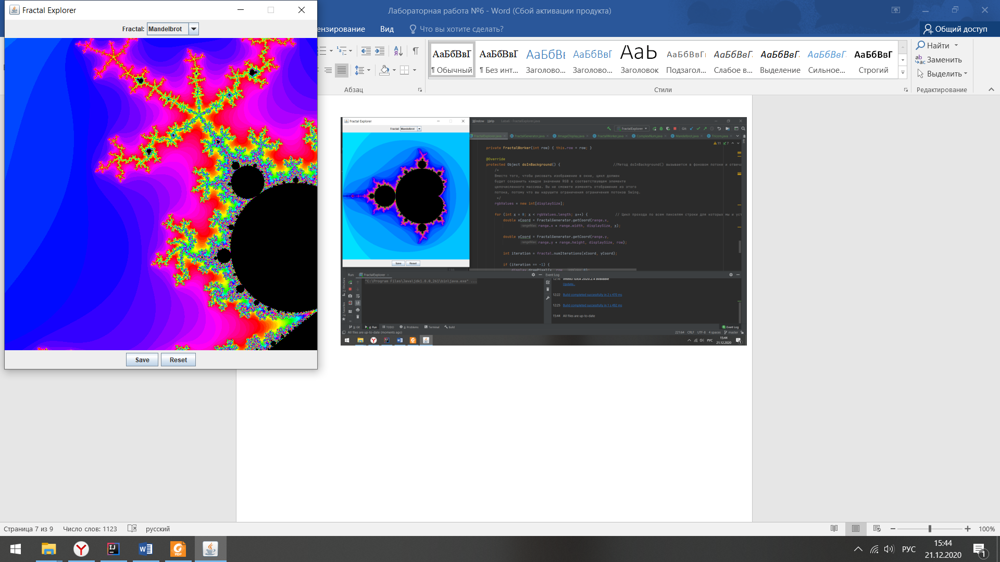 Fractal Explorer
Fractal: Mandelbrot
Save Reset
Лабораторная работа №6 - Word (Сбой активации продукта)
ензирование Вид Что вы хотите сделать? Общий доступ
АаБбВвГ АаБбВвГ АаБбВ АаБбВвГ АаБ АаБбВвГ АаБбВвГ АаБбВвГ АаБбВвГ АаБбВвГ
¶ Обычный ¶ Без инт... Заголово... Заголово... Заголовок Подзагол... Слабое в... Выделение Сильное... Строгий
Найти
Заменить
Выделить
Абзац Стили Редактирование
Fractal Explorer
Fractal: Mandelbrot
Save Reset
Window Help Laba6 - FractalExplorer.java
FractalExplorer Git:
FractalExplorer.java FractalGenerator.java JImageDisplay.java FractalWorker.java ComplexNum.java Mandelbrot.java Tricorn.java
11 7
private FractalWorker(int row) { this.row = row; }
@Override
protected Object doInBackground() { //Метод doInBackground() вызывается в фоновом потоке и отвеча
/*
Вместо того, чтобы рисовать изображение в окне, цикл должен
будет сохранить каждое значение RGB в соответствующем элементе
целочисленного массива. Вы не сможете изменять отображение из этого
потока, потому что вы нарушите ограничения ограничения потоков Swing.
*/
rgbValues = new int[displaySize];
for (int x = 0; x < rgbValues.length; x++) { // Цикл прохода по всем пикселям строки для которых мы и уст
double xCoord = FractalGenerator.getCoord(range.x,
rangeMax: range.x + range.width, displaySize, x);
double yCoord = FractalGenerator.getCoord(range.y,
rangeMax: range.y + range.height, displaySize, row);
int iteration = fractal.numIterations(xCoord, yCoord);
if (iteration == -1) {
Run: FractalExplorer Event Log
"C:\Program Files\Java\jdk1.8.0_261\bin\java.exe" ...
12:16 IntelliJ IDEA 2020.2.4 available
Update...
12:22 Build completed successfully in 2 s 470 ms
12:25 Build completed successfully in 1 s 492 ms
15:44 All files are up-to-date
9: Git 4: Run TODO 6: Problems Terminal Build Event Log
All files are up-to-date (moments ago) 221:64 CRLF UTF-8 4 spaces master
РУС 15:44
21.12.2020
Страница 7 из 9 Число слов: 1123 русский 100%
РУС 15:44
21.12.2020
1